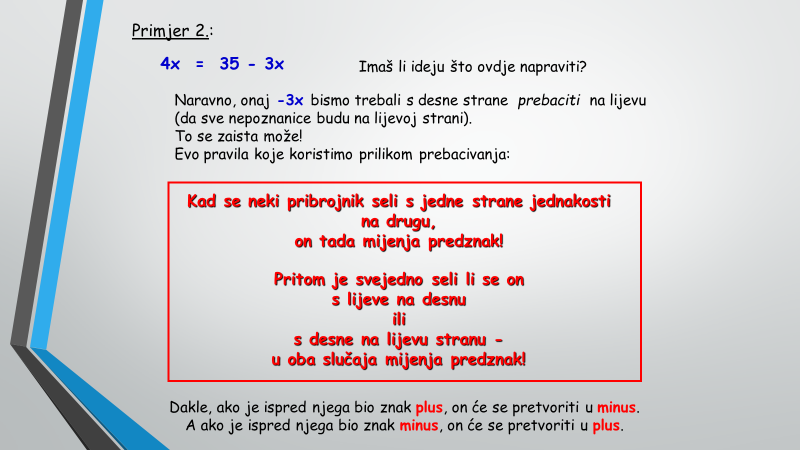 Primjer 2.:
4x = 35 - 3x Imaš li ideju što ovdje napraviti?
Naravno, onaj -3x bismo trebali s desne strane prebaciti na lijevu
(da sve nepoznanice budu na lijevoj strani).
To se zaista može!
Evo pravila koje koristimo prilikom prebacivanja:
Kad se neki pribrojnik seli s jedne strane jednakosti
na drugu,
on tada mijenja predznak!
Pritom je svejedno seli li se on
s lijeve na desnu
ili
s desne na lijevu stranu -
u oba slučaja mijenja predznak!
Dakle, ako je ispred njega bio znak plus, on će se pretvoriti u minus.
A ako je ispred njega bio znak minus, on će se pretvoriti u plus.